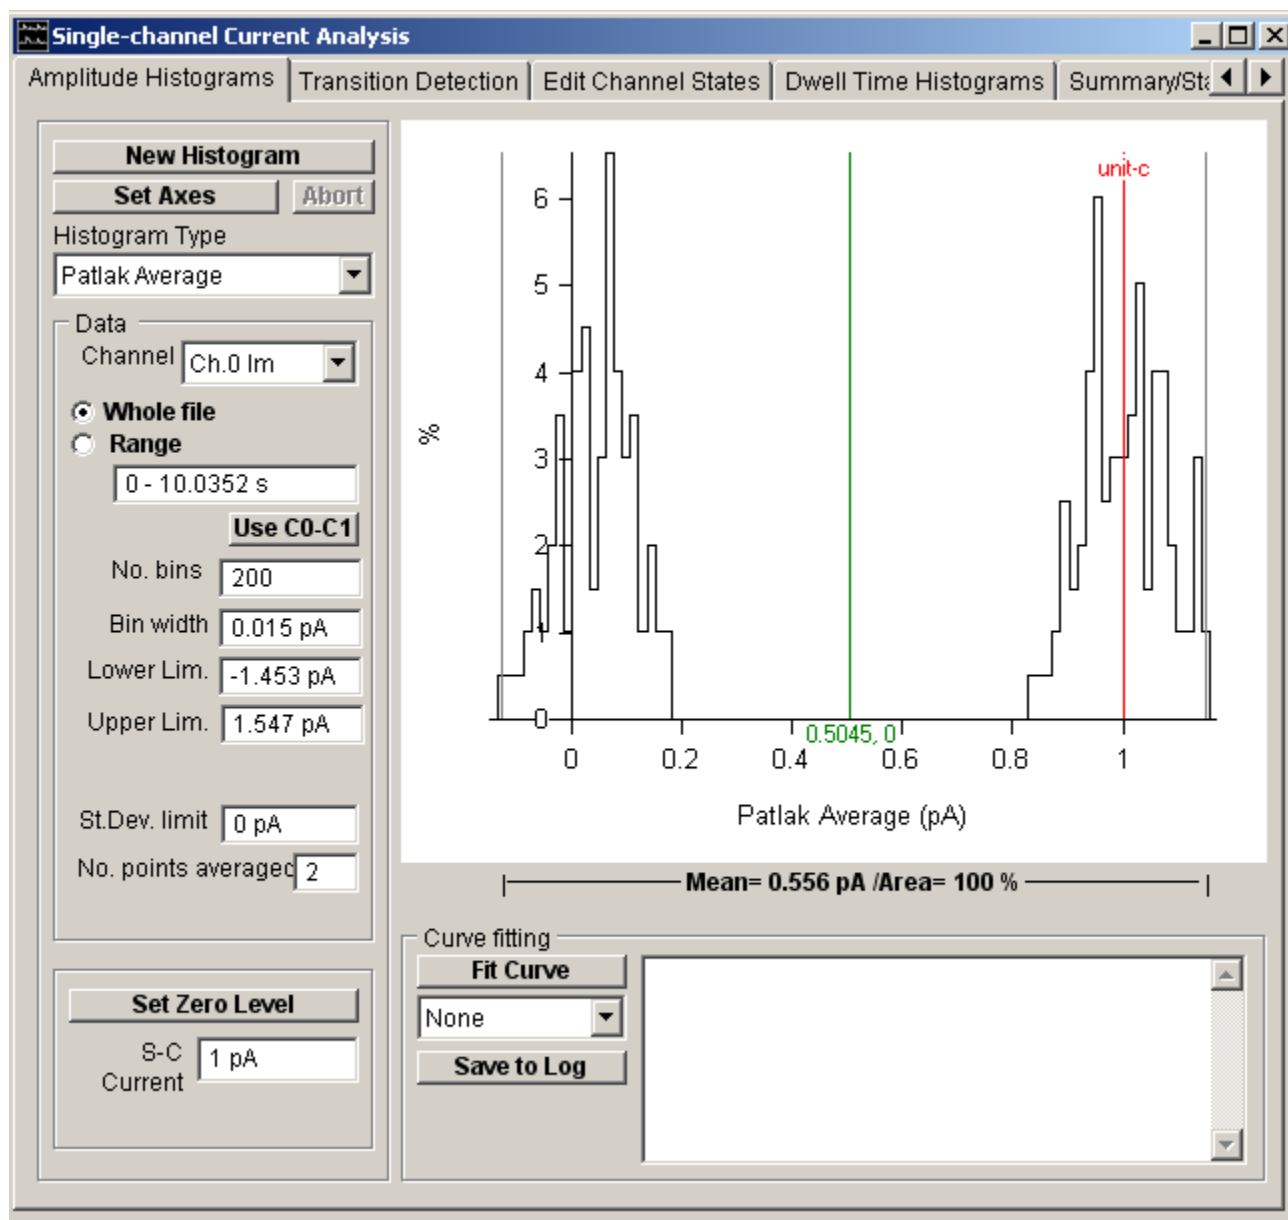 Single-channel Current Analysis
Amplitude Histograms Transition Detection Edit Channel States Dwell Time Histograms Summary/Sta
New Histogram
Set Axes Abort
Histogram Type
Patlak Average
Data
Channel Ch.0 Im
Whole file
Range
0 - 10.0352 s
Use C0-C1
No. bins 200
Bin width 0.015 pA
Lower Lim. -1.453 pA
Upper Lim. 1.547 pA
St.Dev. limit 0 pA
No. points averaged 2
Set Zero Level
S-C Current 1 pA
unit-c
6
5
4
%
3
2
1
0
0.5045, 0
0 0.2 0.4 0.6 0.8 1
Patlak Average (pA)
Mean= 0.556 pA /Area= 100 %
Curve fitting
Fit Curve
None
Save to Log